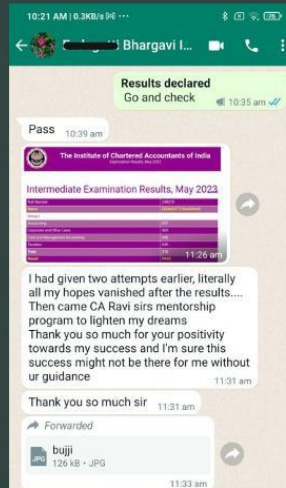 10:21 AM | 0.3KB/s
Bhargavi I...
Results declared
Go and check
10:35 am
Pass 10:39 am
The Institute of Chartered Accountants of India
Intermediate Examination Results, May 2023
11:26 am
I had given two attempts earlier, literally
all my hopes vanished after the results....
Then came CA Ravi sirs mentorship
program to lighten my dreams
Thank you so much for your positivity
towards my success and I'm sure this
success might not be there for me without
ur guidance
11:31 am
Thank you so much sir 11:31 am
Forwarded
bujji
JPG
126 kB • JPG
11:33 am